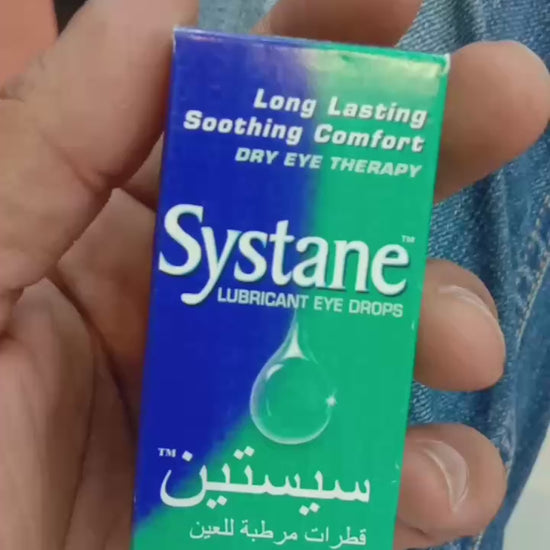 Long Lasting
Soothing Comfort
DRY EYE THERAPY
Systane™
LUBRICANT EYE DROPS
سيستين™
قطرات مرطبة للعين